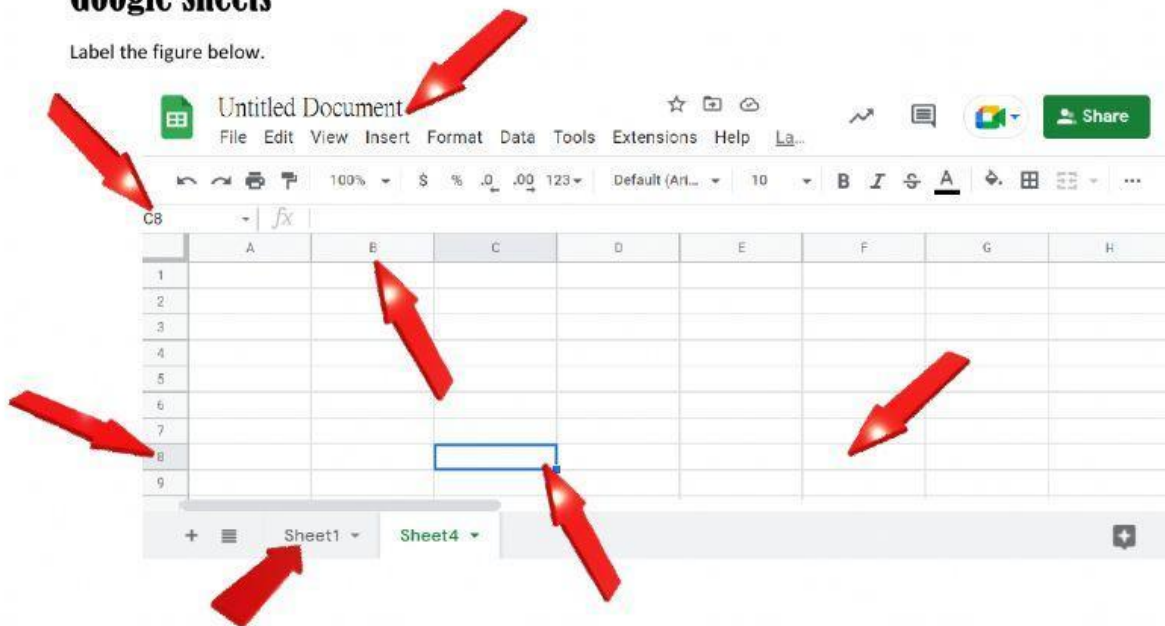 Google sheets
Label the figure below.
Untitled Document
File Edit View Insert Format Data Tools Extensions Help La...
Share
100% $ % .0 .00 123 Default (Ari... 10 B I S A ...
C8 fx
A B C D E F G H
1
2
3
4
5
6
7
8
9
+ Sheet1 Sheet4